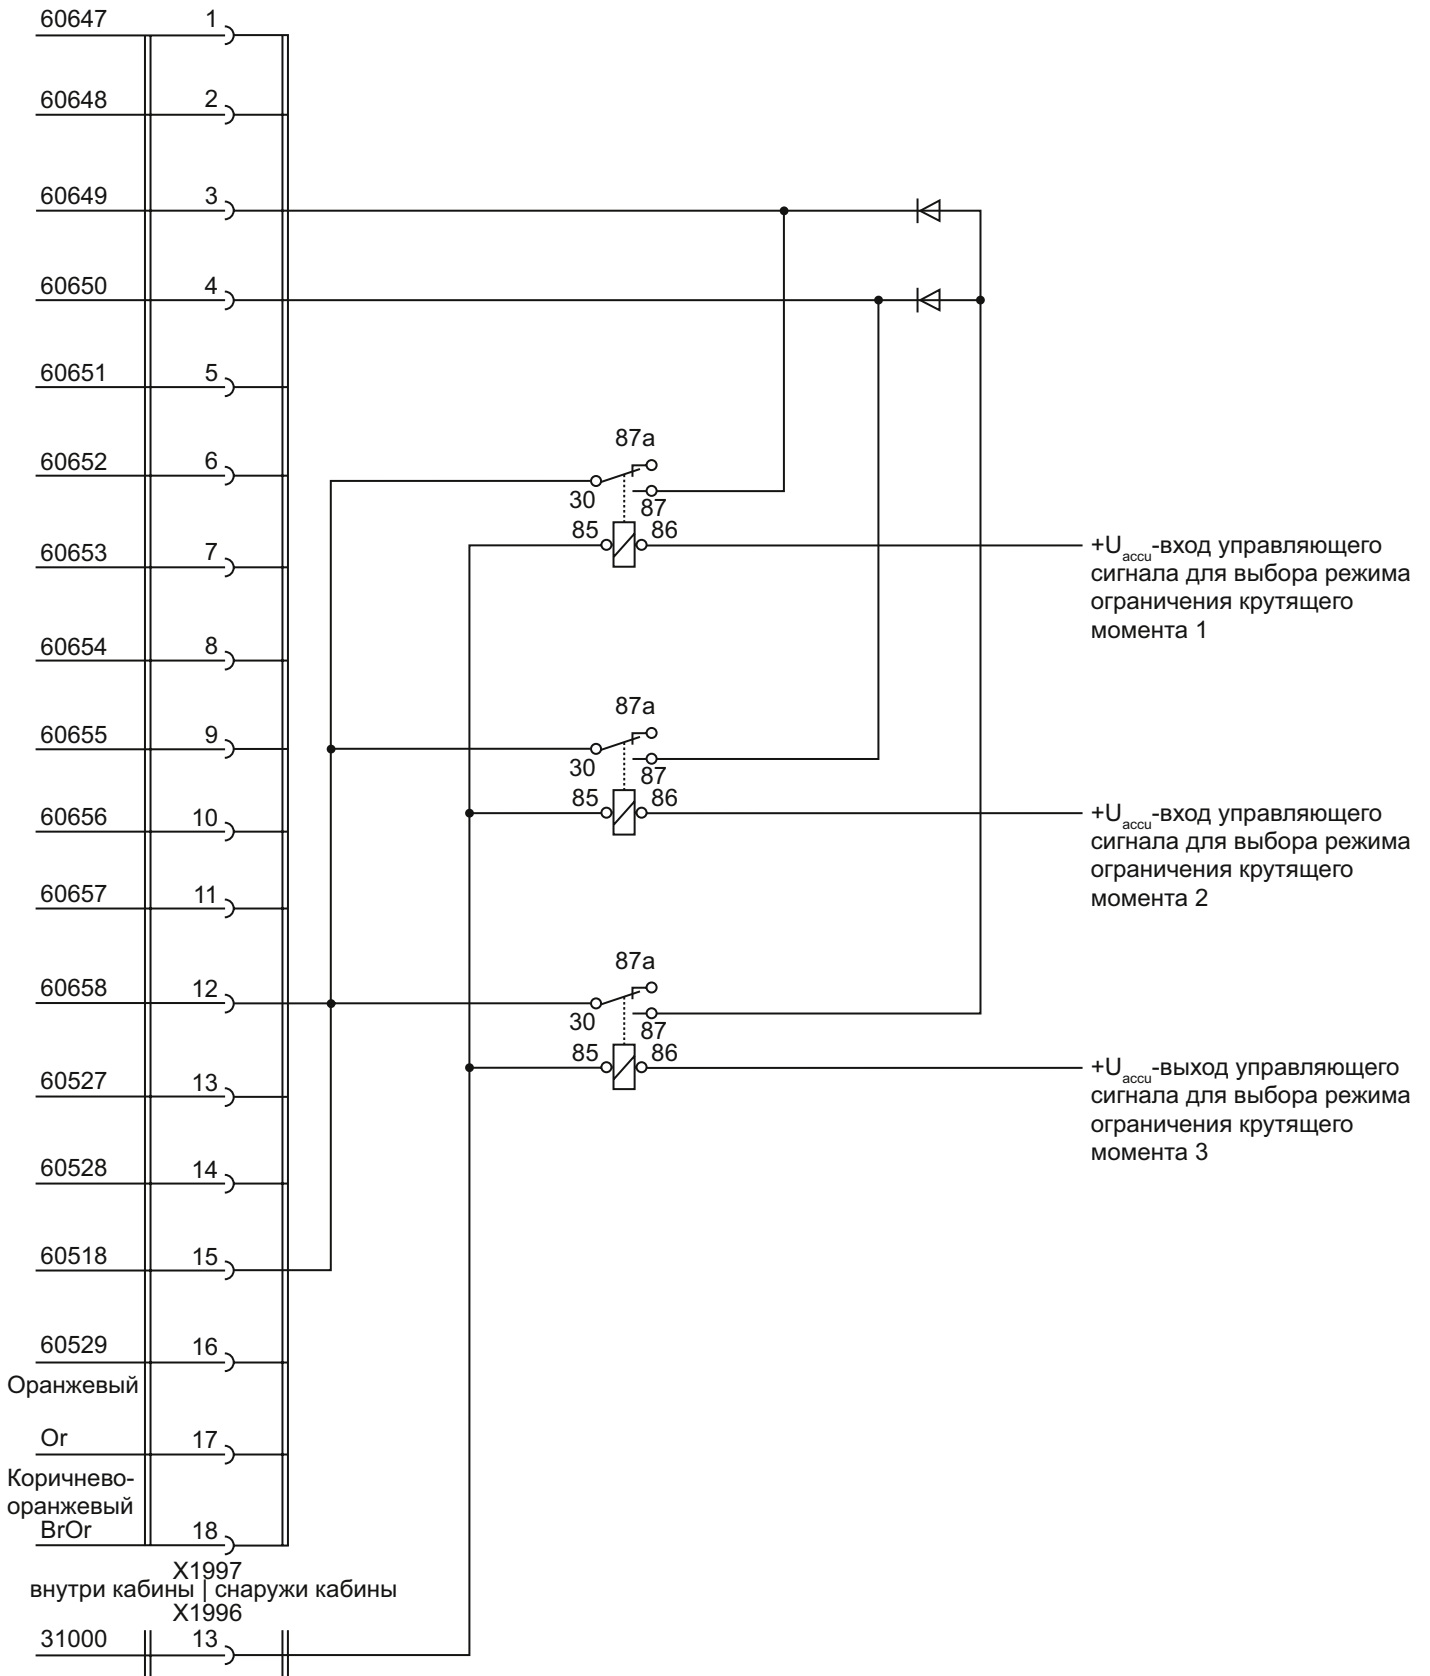 60647 1
60648 2
60649 3
60650 4
60651 5
87a
60652 6
30
87
85 86
60653 7
+U accu -вход управляющего
сигнала для выбора режима
ограничения крутящего
момента 1
60654 8
87a
60655 9
30
87
85 86
60656 10
+U accu -вход управляющего
сигнала для выбора режима
ограничения крутящего
момента 2
60657 11
87a
60658 12
30
87
85 86
60527 13
+U accu -выход управляющего
сигнала для выбора режима
ограничения крутящего
момента 3
60528 14
60518 15
60529 16
Оранжевый
Or 17
Коричнево-
оранжевый
BrOr 18
X1997
внутри кабины | снаружи кабины
X1996
31000 13